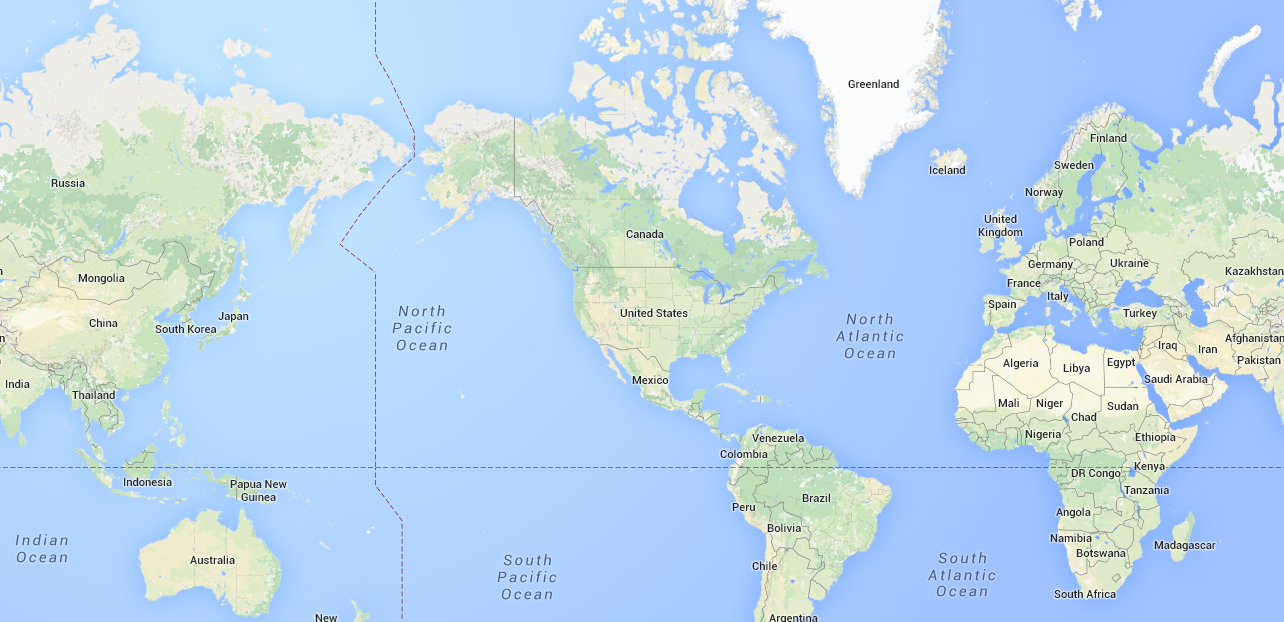 Greenland
Finland
Sweden
Iceland
Norway
Russia
United
Kingdom
Canada
Poland
Germany
Ukraine
Kazakhstan
Mongolia
France
Italy
Spain
North
Pacific
Ocean
United States
Turkey
Japan
China
South Korea
North
Atlantic
Ocean
Afghanistan
Iraq
Iran
Pakistan
Algeria
Libya
Egypt
Saudi Arabia
India
Mexico
Thailand
Mali
Niger
Sudan
Chad
Nigeria
Ethiopia
Venezuela
Colombia
Kenya
DR Congo
Indonesia
Papua New
Guinea
Tanzania
Brazil
Peru
Angola
Bolivia
Namibia
Botswana
Madagascar
Indian
Ocean
Australia
Chile
South
Pacific
Ocean
South
Atlantic
Ocean
South Africa
New
Argentina